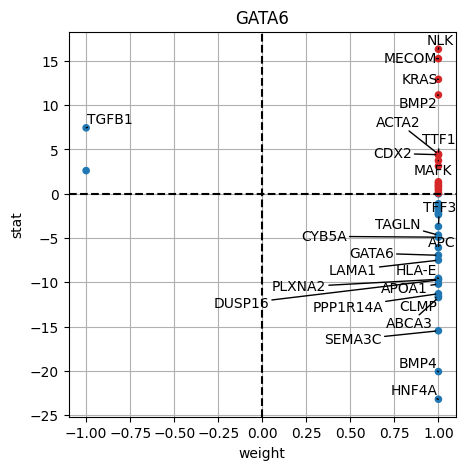 GATA6
NLK
MECOM
KRAS
BMP2
ACTA2
TGFB1
TTF1
CDX2
MAFK
TFF3
TAGLN
CYB5A
APC
GATA6
LAMA1
HLA-E
PLXNA2
APOA1
DUSP16
PPP1R14A
CLMP
ABCA3
SEMA3C
BMP4
HNF4A
15
10
5
0
−5
−10
−15
−20
−25
stat
−1.00
−0.75
−0.50
−0.25
0.00
0.25
0.50
0.75
1.00
weight